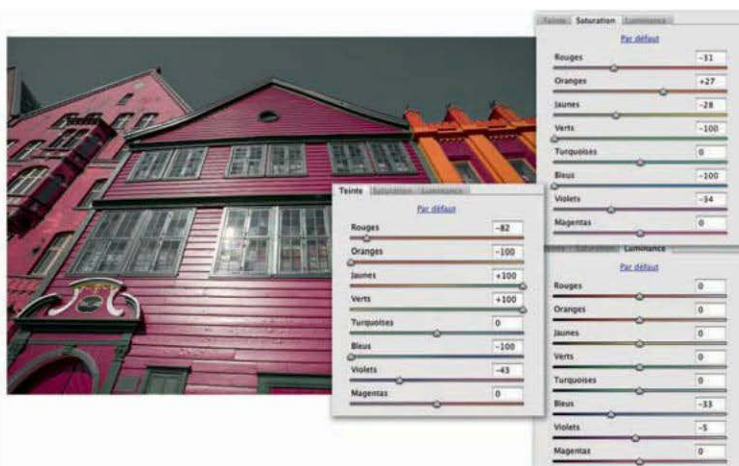 Teinte Saturation Luminance
Par défaut
Rouges -31
Oranges +27
Jaunes -28
Verts -100
Turquoises 0
Bleus -100
Violets -34
Magentas 0
Teinte Saturation Luminance
Par défaut
Rouges -82
Oranges -100
Jaunes +100
Verts +100
Turquoises 0
Bleus -100
Violets -43
Magentas 0
Teinte Saturation Luminance
Par défaut
Rouges 0
Oranges 0
Jaunes 0
Verts 0
Turquoises 0
Bleus -33
Violets -5
Magentas 0